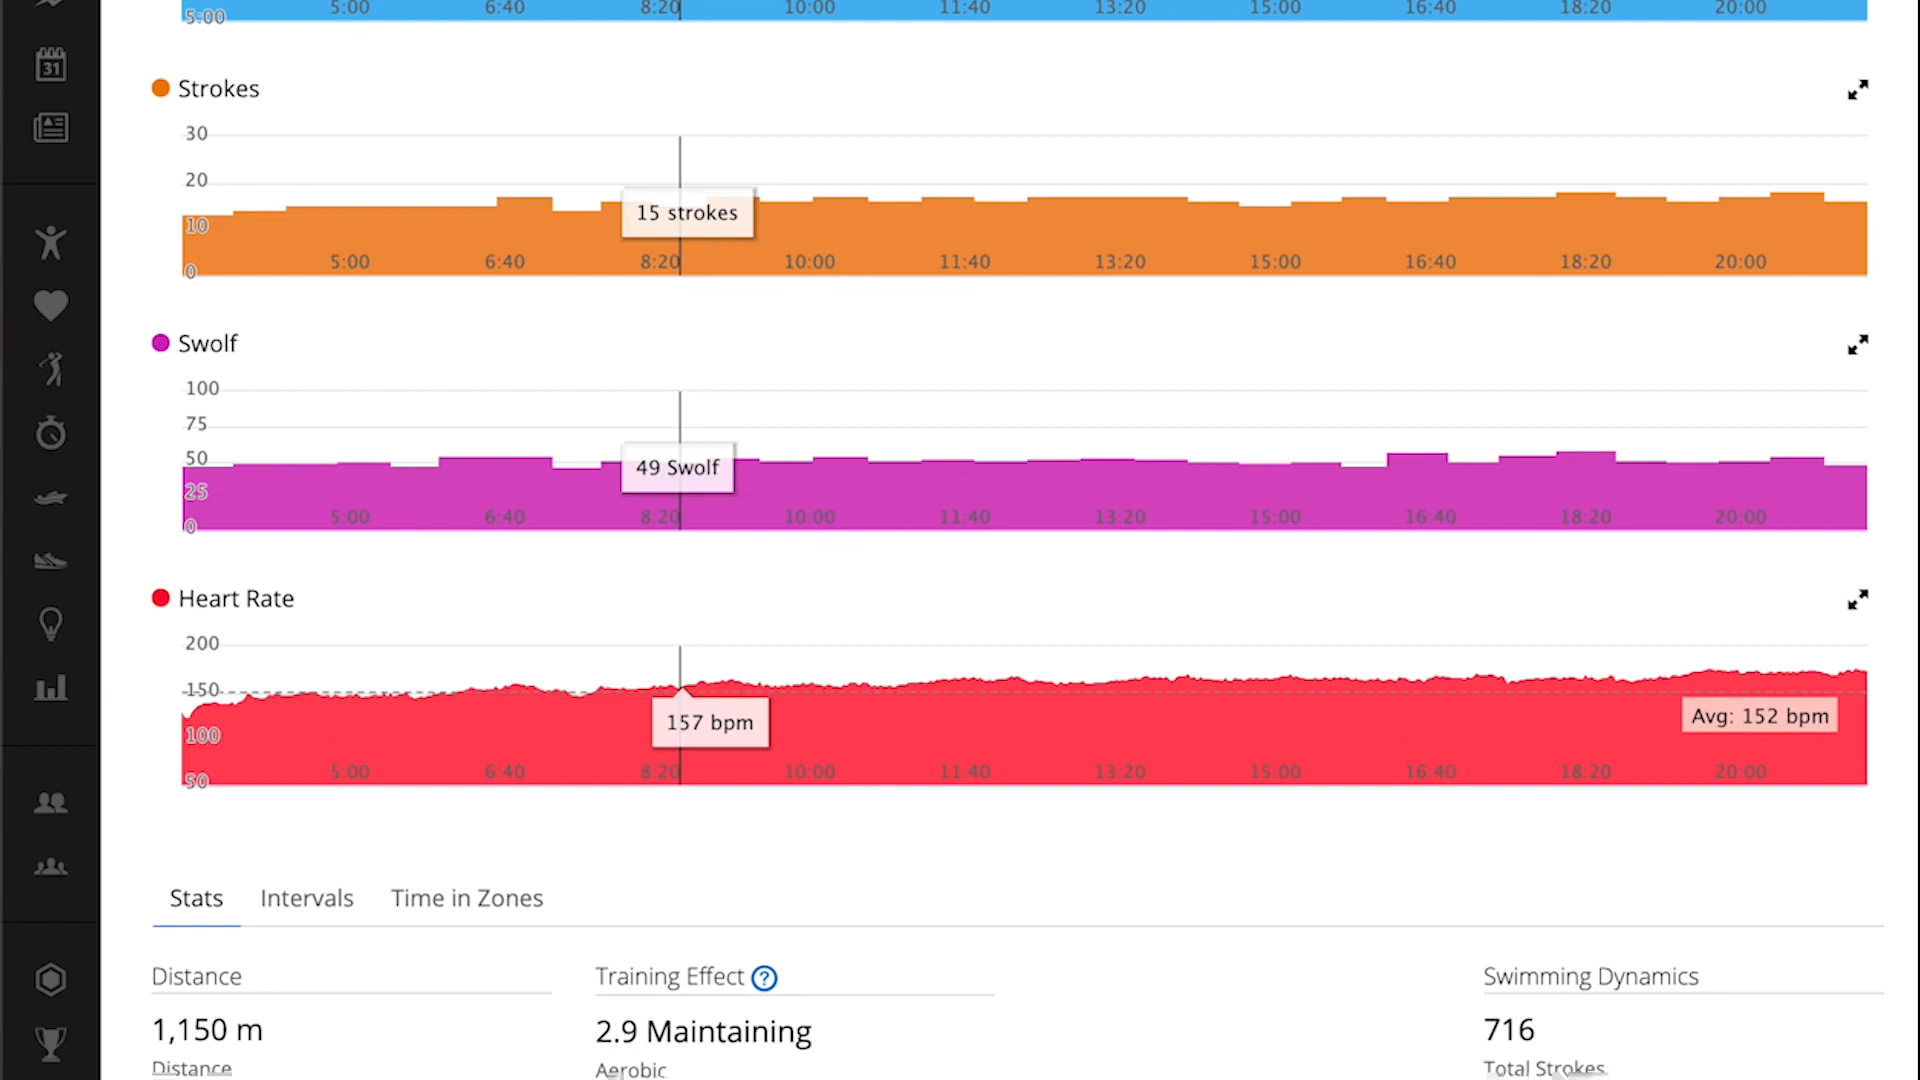 5:00 6:40 8:20 10:00 11:40 13:20 15:00 16:40 18:20 20:00
5:00
31
Strokes
30
20
15 strokes
10
5:00 6:40 8:20 10:00 11:40 13:20 15:00 16:40 18:20 20:00
0
Swolf
100
75
50
49 Swolf
25
5:00 6:40 8:20 10:00 11:40 13:20 15:00 16:40 18:20 20:00
0
Heart Rate
200
150
157 bpm
Avg: 152 bpm
100
5:00 6:40 8:20 10:00 11:40 13:20 15:00 16:40 18:20 20:00
50
Stats Intervals Time in Zones
Distance Training Effect ? Swimming Dynamics
1,150 m 2.9 Maintaining 716
Distance Aerobic Total Strokes